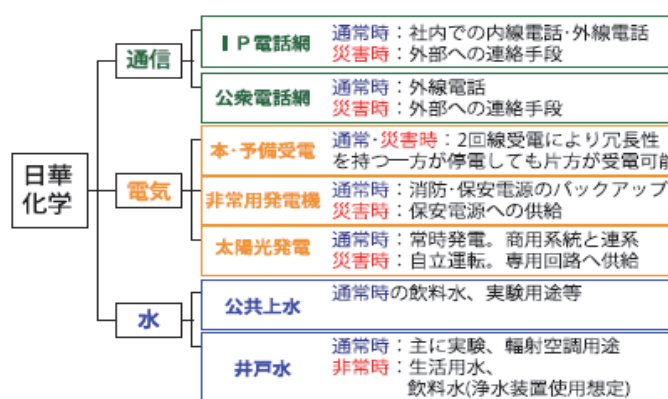 日華
化学
通信
IP電話網
通常時：社内での内線電話・外線電話
災害時：外部への連絡手段
公衆電話網
通常時：外線電話
災害時：外部への連絡手段
電気
本・予備受電
通常・災害時：2回線受電により冗長性
を持つ一方が停電しても片方が受電可能
非常用発電機
通常時：消防・保安電源のバックアップ
災害時：保安電源への供給
太陽光発電
通常時：常時発電。商用系統と連系
災害時：自立運転。専用回路へ供給
水
公共上水
通常時の飲料水、実験用途等
井戸水
通常時：主に実験、輻射空調用途
非常時：生活用水、
飲料水(浄水装置使用想定)